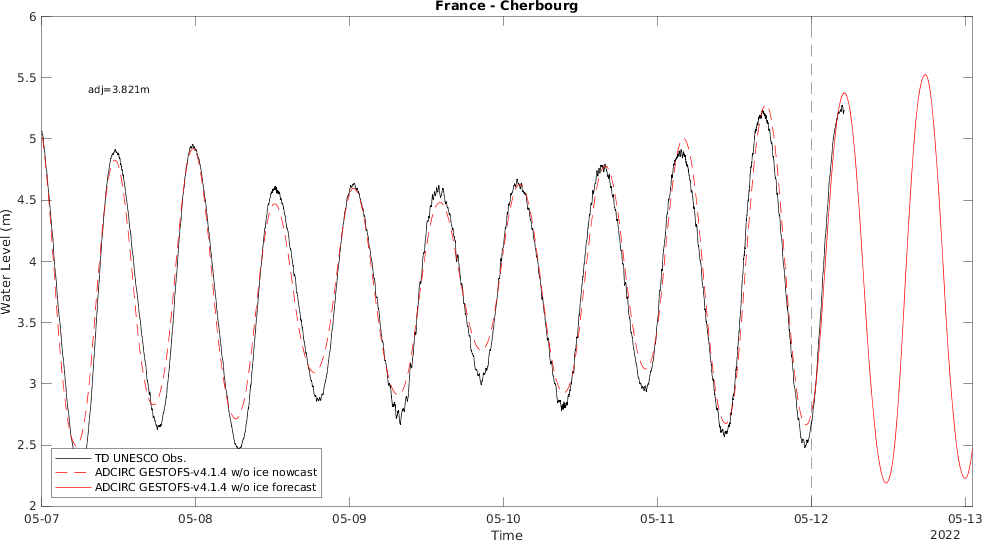 France - Cherbourg
6
5.5
5
4.5
4
3.5
3
2.5
2
Water Level (m)
adj=3.821m
TD UNESCO Obs.
ADCIRC GESTOFS-v4.1.4 w/o ice nowcast
ADCIRC GESTOFS-v4.1.4 w/o ice forecast
05-07 05-08 05-09 05-10 05-11 05-12 05-13
Time
2022